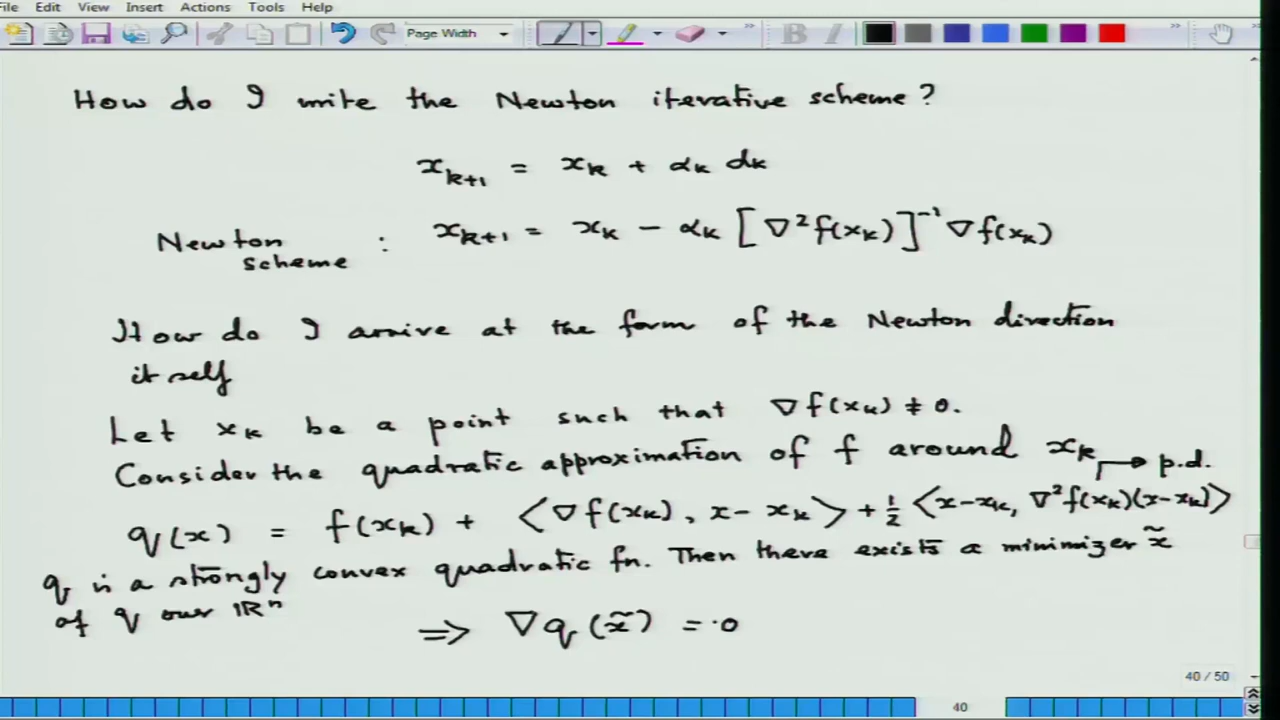 File Edit View Insert Actions Tools Help
Page Width
How do I write the Newton iterative scheme?
x_{k+1} = x_k + α_k d_k
Newton scheme : x_{k+1} = x_k - α_k [∇²f(x_k)]^{-1} ∇f(x_k)
How do I arrive at the form of the Newton direction
itself
Let x_k be a point such that ∇f(x_k) ≠ 0.
Consider the quadratic approximation of f around x_k
→ p.d.
q(x) = f(x_k) + ⟨∇f(x_k), x - x_k⟩ + 1/2 ⟨x - x_k, ∇²f(x_k)(x - x_k)⟩
q is a strongly convex quadratic fn. Then there exists a minimizer x̃
of q over ℝⁿ
⇒ ∇q(x̃) = 0
40 / 50
40